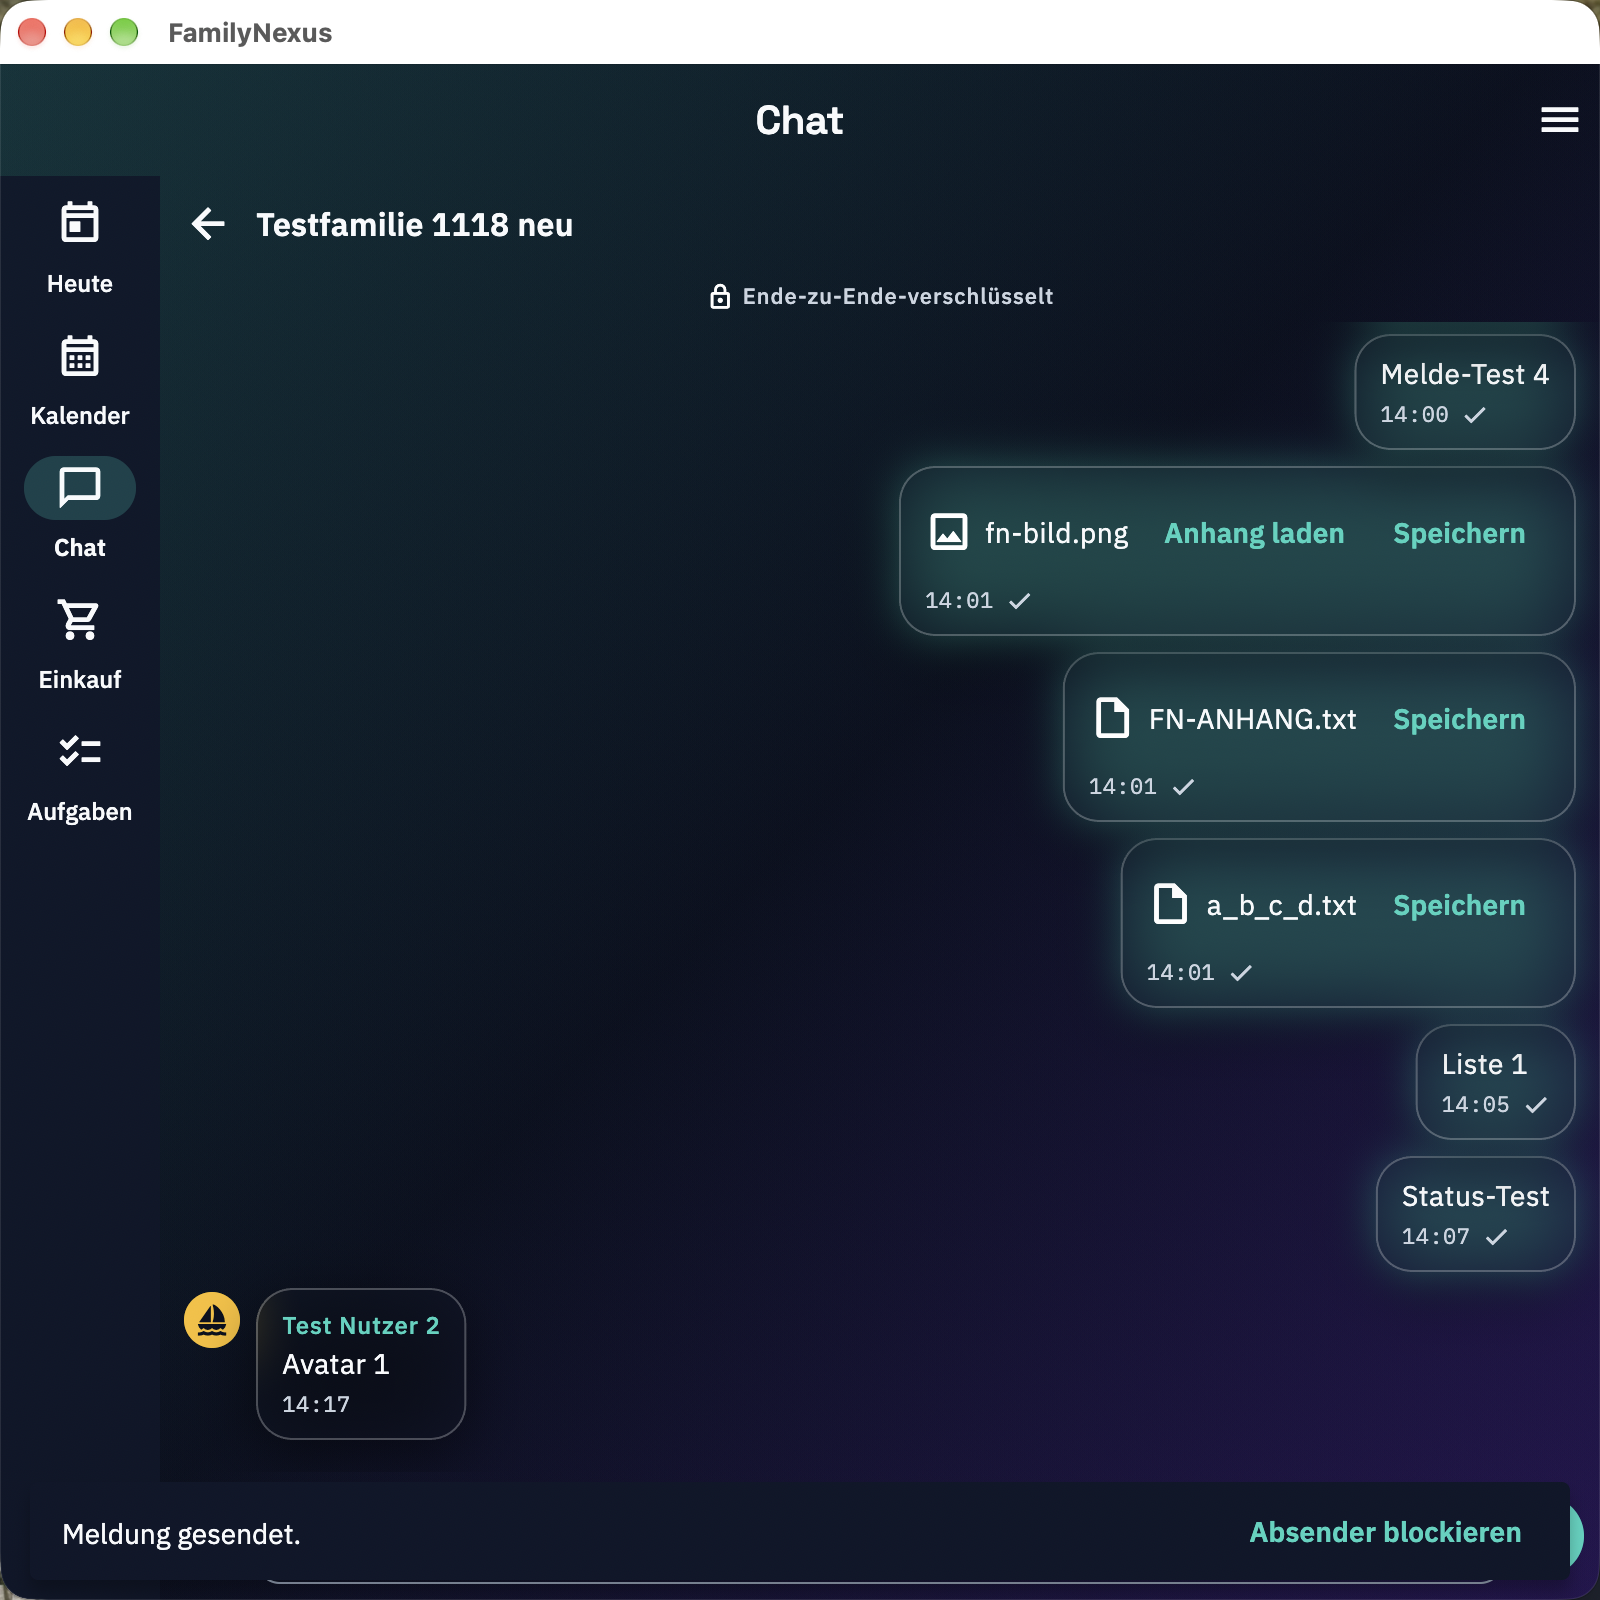 FamilyNexus
Chat
Heute
Kalender
Chat
Einkauf
Aufgaben
Testfamilie 1118 neu
Ende-zu-Ende-verschlüsselt
Melde-Test 4
14:00
fn-bild.png Anhang laden Speichern
14:01
FN-ANHANG.txt Speichern
14:01
a_b_c_d.txt Speichern
14:01
Liste 1
14:05
Status-Test
14:07
Test Nutzer 2
Avatar 1
14:17
Meldung gesendet. Absender blockieren